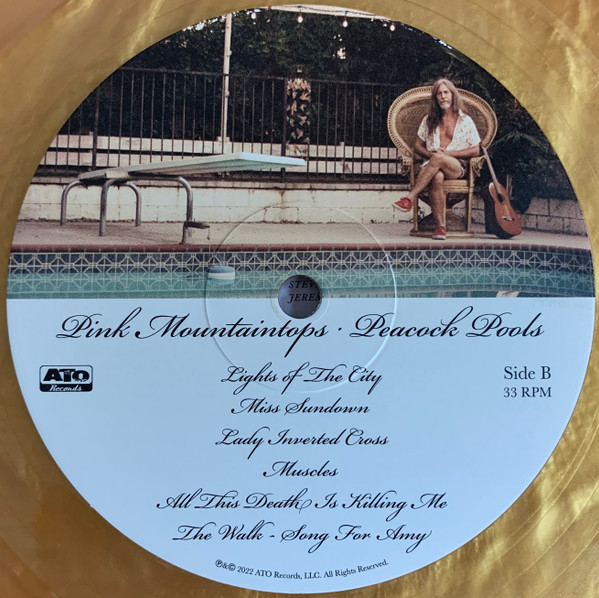 STEV
JEREM
Pink Mountaintops · Peacock Pools
ATO
Records
Side B
33 RPM
Lights of The City
Miss Sundown
Lady Inverted Cross
Muscles
All This Death Is Killing Me
The Walk - Song For Amy
℗&© 2022 ATO Records, LLC. All Rights Reserved.